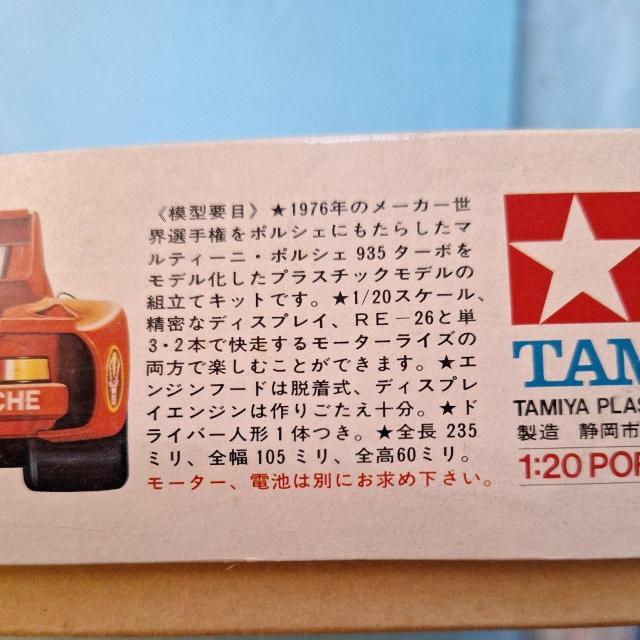 《模型要目》★1976年のメーカー世
界選手権をポルシェにもたらしたマ
ルティーニ・ポルシェ935ターボを
モデル化したプラスチックモデルの
組立てキットです。★1/20スケール、
精密なディスプレイ、RE－26と単
3・2本で快走するモーターライズの
両方で楽しむことができます。★エ
ンジンフードは脱着式、ディスプレ
イエンジンは作りごたえ十分。★ド
ライバー人形1体つき。★全長235
ミリ、全幅105ミリ、全高60ミリ。
モーター、電池は別にお求め下さい。
CHE
TAM
TAMIYA PLAS
製造 静岡市
1:20 POR